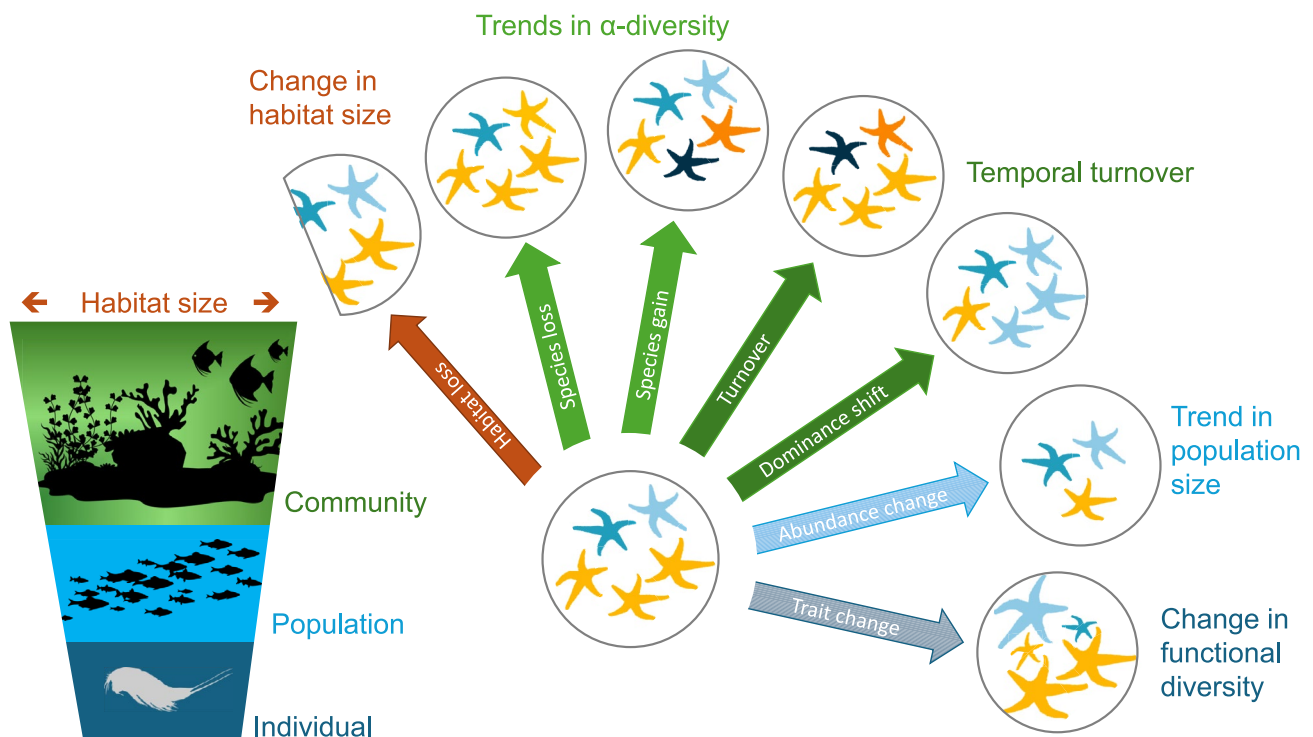 Trends in α-diversity
Change in
habitat size
Temporal turnover
Habitat size
Species loss
Species gain
Turnover
Habitat loss
Dominance shift
Trend in
population
size
Community
Abundance change
Trait change
Population
Change in
functional
diversity
Individual